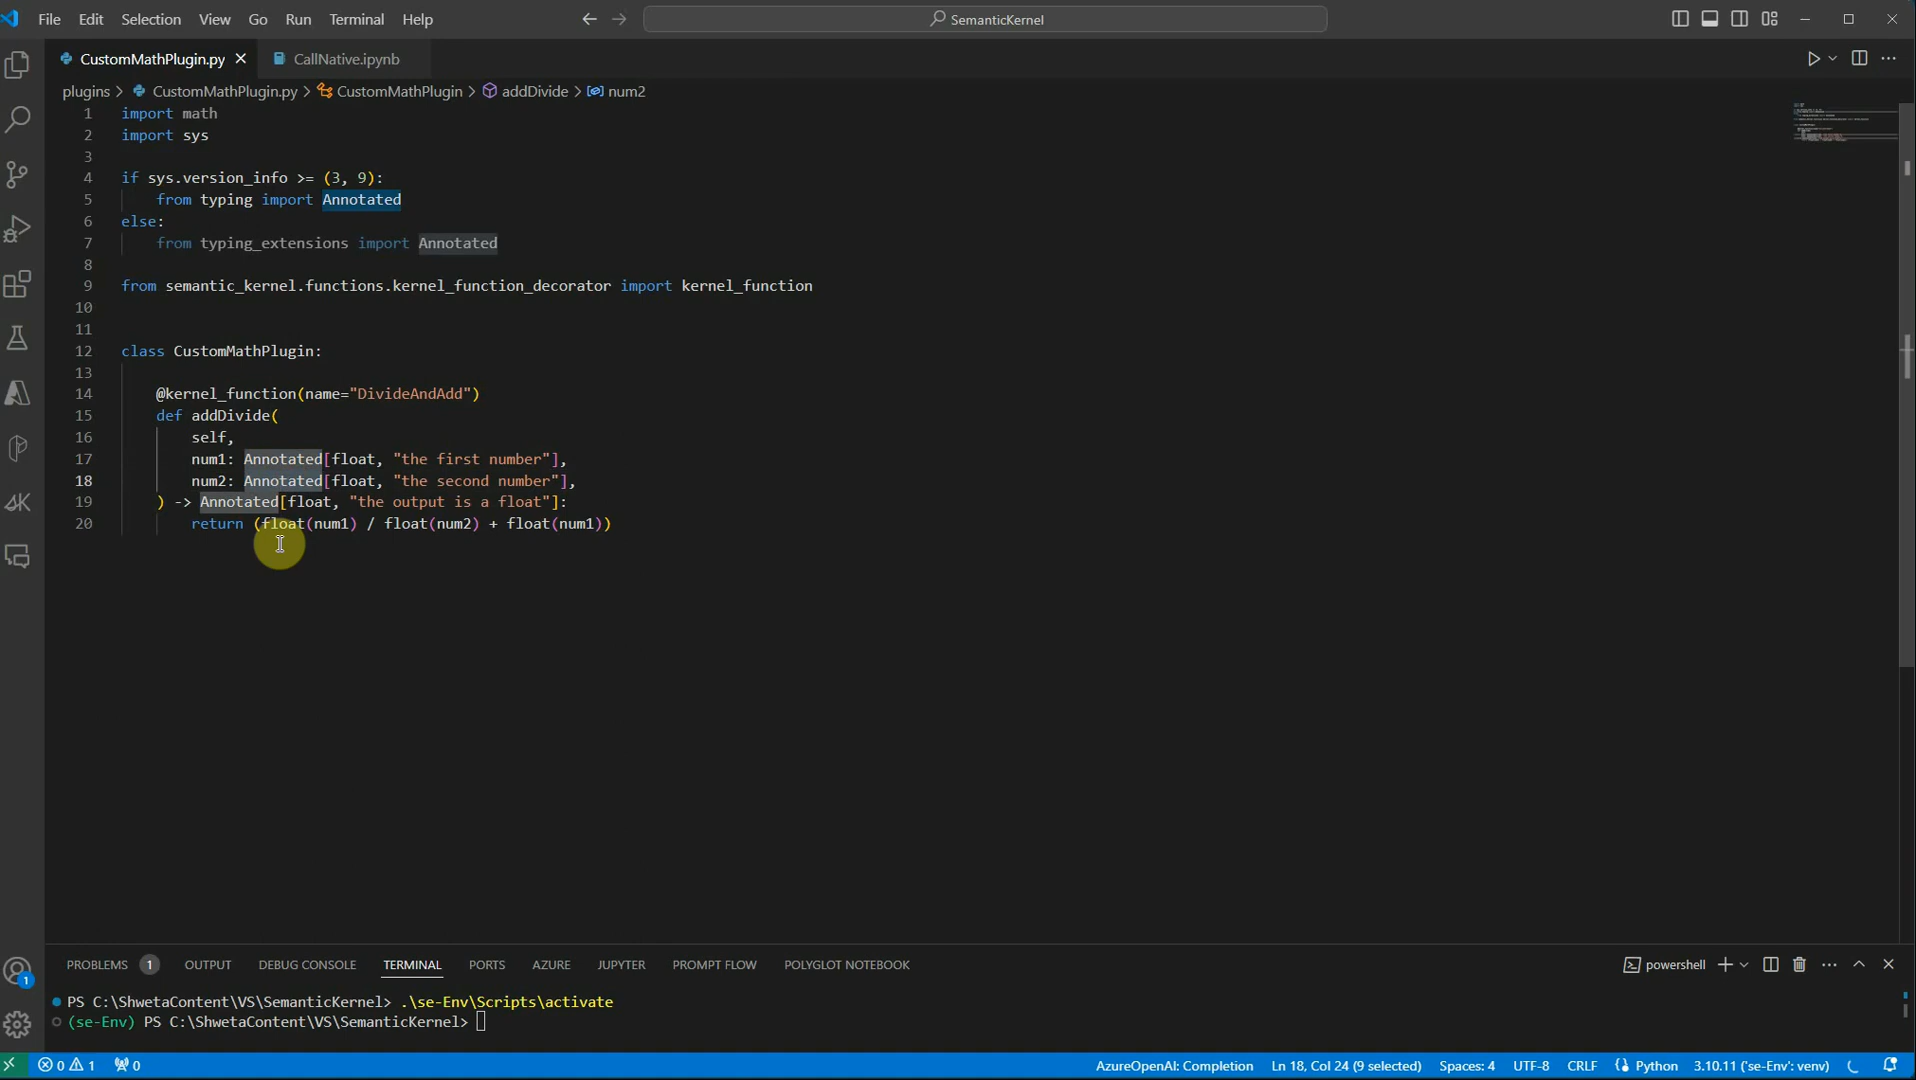 File Edit Selection View Go Run Terminal Help
SemanticKernel
CustomMathPlugin.py
CallNative.ipynb
plugins > CustomMathPlugin.py > CustomMathPlugin > addDivide > num2
1 import math
2 import sys
3
4 if sys.version_info >= (3, 9):
5 from typing import Annotated
6 else:
7 from typing_extensions import Annotated
8
9 from semantic_kernel.functions.kernel_function_decorator import kernel_function
10
11
12 class CustomMathPlugin:
13
14 @kernel_function(name="DivideAndAdd")
15 def addDivide(
16 self,
17 num1: Annotated[float, "the first number"],
18 num2: Annotated[float, "the second number"],
19 ) -> Annotated[float, "the output is a float"]:
20 return (float(num1) / float(num2) + float(num1))
PROBLEMS 1 OUTPUT DEBUG CONSOLE TERMINAL PORTS AZURE JUPYTER PROMPT FLOW POLYGLOT NOTEBOOK
powershell
PS C:\ShwetaContent\VS\SemanticKernel> .\se-Env\Scripts\activate
(se-Env) PS C:\ShwetaContent\VS\SemanticKernel>
1
0 1 0 AzureOpenAI: Completion Ln 18, Col 24 (9 selected) Spaces: 4 UTF-8 CRLF Python 3.10.11 ('se-Env': venv)